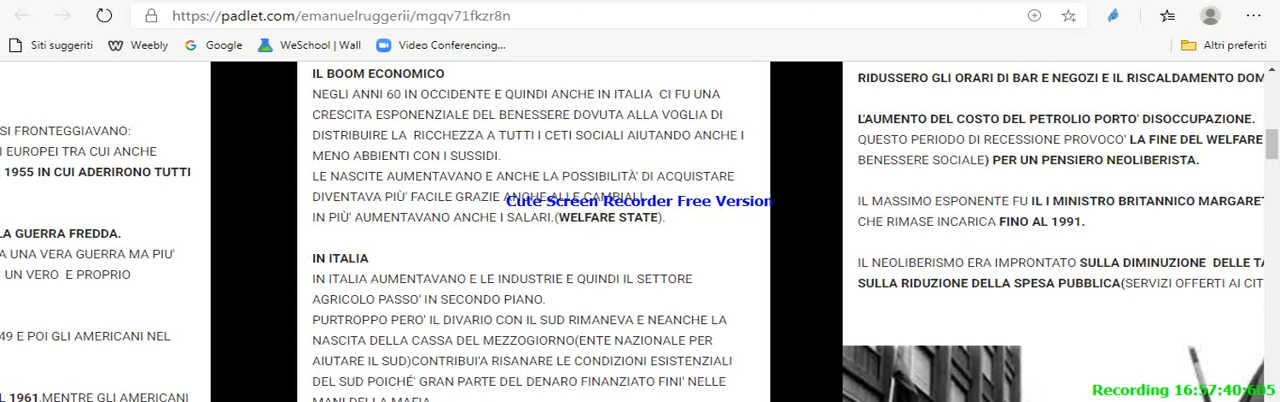 https://padlet.com/emanuelruggerii/mgqv71fkzr8n
Siti suggeriti Weebly Google WeSchool | Wall Video Conferencing... Altri preferiti
SI FRONTEGGIAVANO:
I EUROPEI TRA CUI ANCHE
1955 IN CUI ADERIRONO TUTTI
LA GUERRA FREDDA.
A UNA VERA GUERRA MA PIU'
UN VERO E PROPRIO
49 E POI GLI AMERICANI NEL
L 1961.MENTRE GLI AMERICANI
IL BOOM ECONOMICO
NEGLI ANNI 60 IN OCCIDENTE E QUINDI ANCHE IN ITALIA CI FU UNA
CRESCITA ESPONENZIALE DEL BENESSERE DOVUTA ALLA VOGLIA DI
DISTRIBUIRE LA RICCHEZZA A TUTTI I CETI SOCIALI AIUTANDO ANCHE I
MENO ABBIENTI CON I SUSSIDI.
LE NASCITE AUMENTAVANO E ANCHE LA POSSIBILITÀ' DI ACQUISTARE
DIVENTAVA PIÙ' FACILE GRAZIE ANCHE ALLE CAMBIALI.
Cute Screen Recorder Free Version
IN PIÙ' AUMENTAVANO ANCHE I SALARI.(WELFARE STATE).
IN ITALIA
IN ITALIA AUMENTAVANO E LE INDUSTRIE E QUINDI IL SETTORE
AGRICOLO PASSO' IN SECONDO PIANO.
PURTROPPO PERO' IL DIVARIO CON IL SUD RIMANEVA E NEANCHE LA
NASCITA DELLA CASSA DEL MEZZOGIORNO(ENTE NAZIONALE PER
AIUTARE IL SUD)CONTRIBUI'A RISANARE LE CONDIZIONI ESISTENZIALI
DEL SUD POICHÉ' GRAN PARTE DEL DENARO FINANZIATO FINI' NELLE
MANI DELLA MAFIA.
RIDUSSERO GLI ORARI DI BAR E NEGOZI E IL RISCALDAMENTO DOM
L'AUMENTO DEL COSTO DEL PETROLIO PORTO' DISOCCUPAZIONE.
QUESTO PERIODO DI RECESSIONE PROVOCO' LA FINE DEL WELFARE
BENESSERE SOCIALE) PER UN PENSIERO NEOLIBERISTA.
IL MASSIMO ESPONENTE FU IL I MINISTRO BRITANNICO MARGARET
CHE RIMASE INCARICA FINO AL 1991.
IL NEOLIBERISMO ERA IMPRONTATO SULLA DIMINUZIONE DELLE TA
SULLA RIDUZIONE DELLA SPESA PUBBLICA(SERVIZI OFFERTI AI CIT
Recording 16:57:40:605